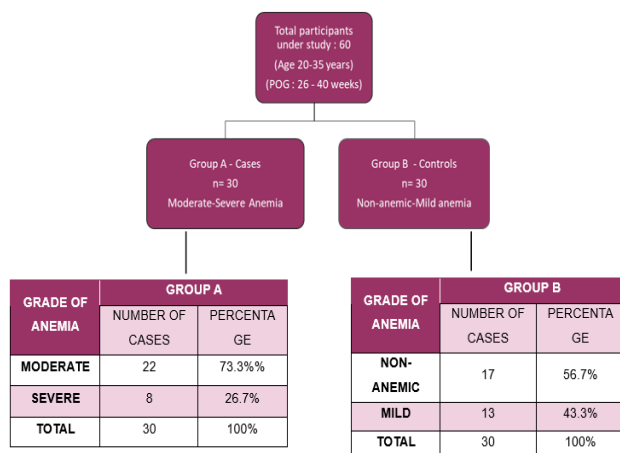 Total participants
under study : 60
(Age 20-35 years)
(POG : 26 - 40 weeks)
Group A - Cases
n= 30
Moderate-Severe Anemia
Group B - Controls
n= 30
Non-anemic-Mild anemia
GRADE OF
ANEMIA
GROUP A
NUMBER OF
CASES
PERCENTA
GE
MODERATE 22 73.3%%
SEVERE 8 26.7%
TOTAL 30 100%
GRADE OF
ANEMIA
GROUP B
NUMBER OF
CASES
PERCENTA
GE
NON-
ANEMIC
17 56.7%
MILD 13 43.3%
TOTAL 30 100%